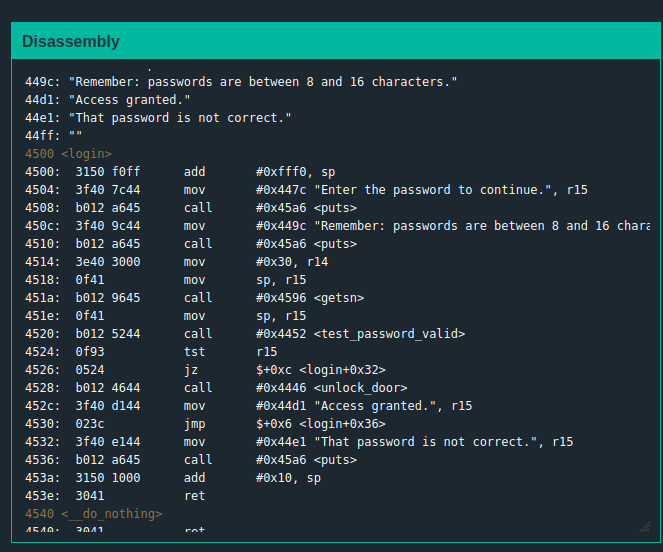 Disassembly
449c: "Remember: passwords are between 8 and 16 characters."
44d1: "Access granted."
44e1: "That password is not correct."
44ff: ""
4500 <login>
4500:  3150 f0ff      add       #0xfff0, sp
4504:  3f40 7c44      mov       #0x447c "Enter the password to continue.", r15
4508:  b012 a645      call      #0x45a6 <puts>
450c:  3f40 9c44      mov       #0x449c "Remember: passwords are between 8 and 16 chara
4510:  b012 a645      call      #0x45a6 <puts>
4514:  3e40 3000      mov       #0x30, r14
4518:  0f41           mov       sp, r15
451a:  b012 9645      call      #0x4596 <getsn>
451e:  0f41           mov       sp, r15
4520:  b012 5244      call      #0x4452 <test_password_valid>
4524:  0f93           tst       r15
4526:  0524           jz        $+0xc <login+0x32>
4528:  b012 4644      call      #0x4446 <unlock_door>
452c:  3f40 d144      mov       #0x44d1 "Access granted.", r15
4530:  023c           jmp       $+0x6 <login+0x36>
4532:  3f40 e144      mov       #0x44e1 "That password is not correct.", r15
4536:  b012 a645      call      #0x45a6 <puts>
453a:  3150 1000      add       #0x10, sp
453e:  3041           ret
4540 <__do_nothing>
4540:  3041           ret